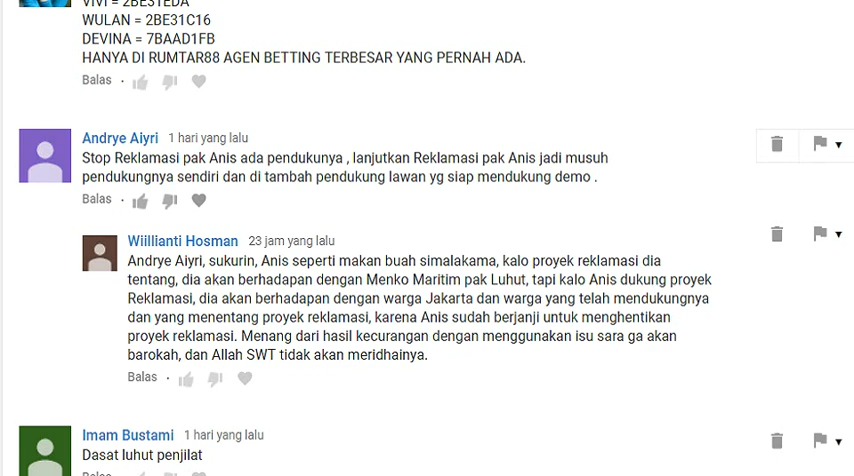 VIVI = 2BE31EDA
WULAN = 2BE31C16
DEVINA = 7BAAD1FB
HANYA DI RUMTAR88 AGEN BETTING TERBESAR YANG PERNAH ADA.
Balas
Andrye Aiyri 1 hari yang lalu
Stop Reklamasi pak Anis ada pendukunya , lanjutkan Reklamasi pak Anis jadi musuh
pendukungnya sendiri dan di tambah pendukung lawan yg siap mendukung demo .
Balas
Wiillianti Hosman 23 jam yang lalu
Andrye Aiyri, sukurin, Anis seperti makan buah simalakama, kalo proyek reklamasi dia
tentang, dia akan berhadapan dengan Menko Maritim pak Luhut, tapi kalo Anis dukung proyek
Reklamasi, dia akan berhadapan dengan warga Jakarta dan warga yang telah mendukungnya
dan yang menentang proyek reklamasi, karena Anis sudah berjanji untuk menghentikan
proyek reklamasi. Menang dari hasil kecurangan dengan menggunakan isu sara ga akan
barokah, dan Allah SWT tidak akan meridhainya.
Balas
Imam Bustami 1 hari yang lalu
Dasat luhut penjilat
Balas